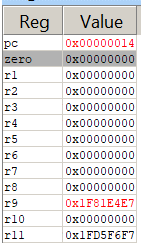 Reg Value
pc 0x00000014
zero 0x00000000
r1 0x00000000
r2 0x00000000
r3 0x00000000
r4 0x00000000
r5 0x00000000
r6 0x00000000
r7 0x00000000
r8 0x00000000
r9 0x1F81E4E7
r10 0x00000000
r11 0x1FD5F6F7